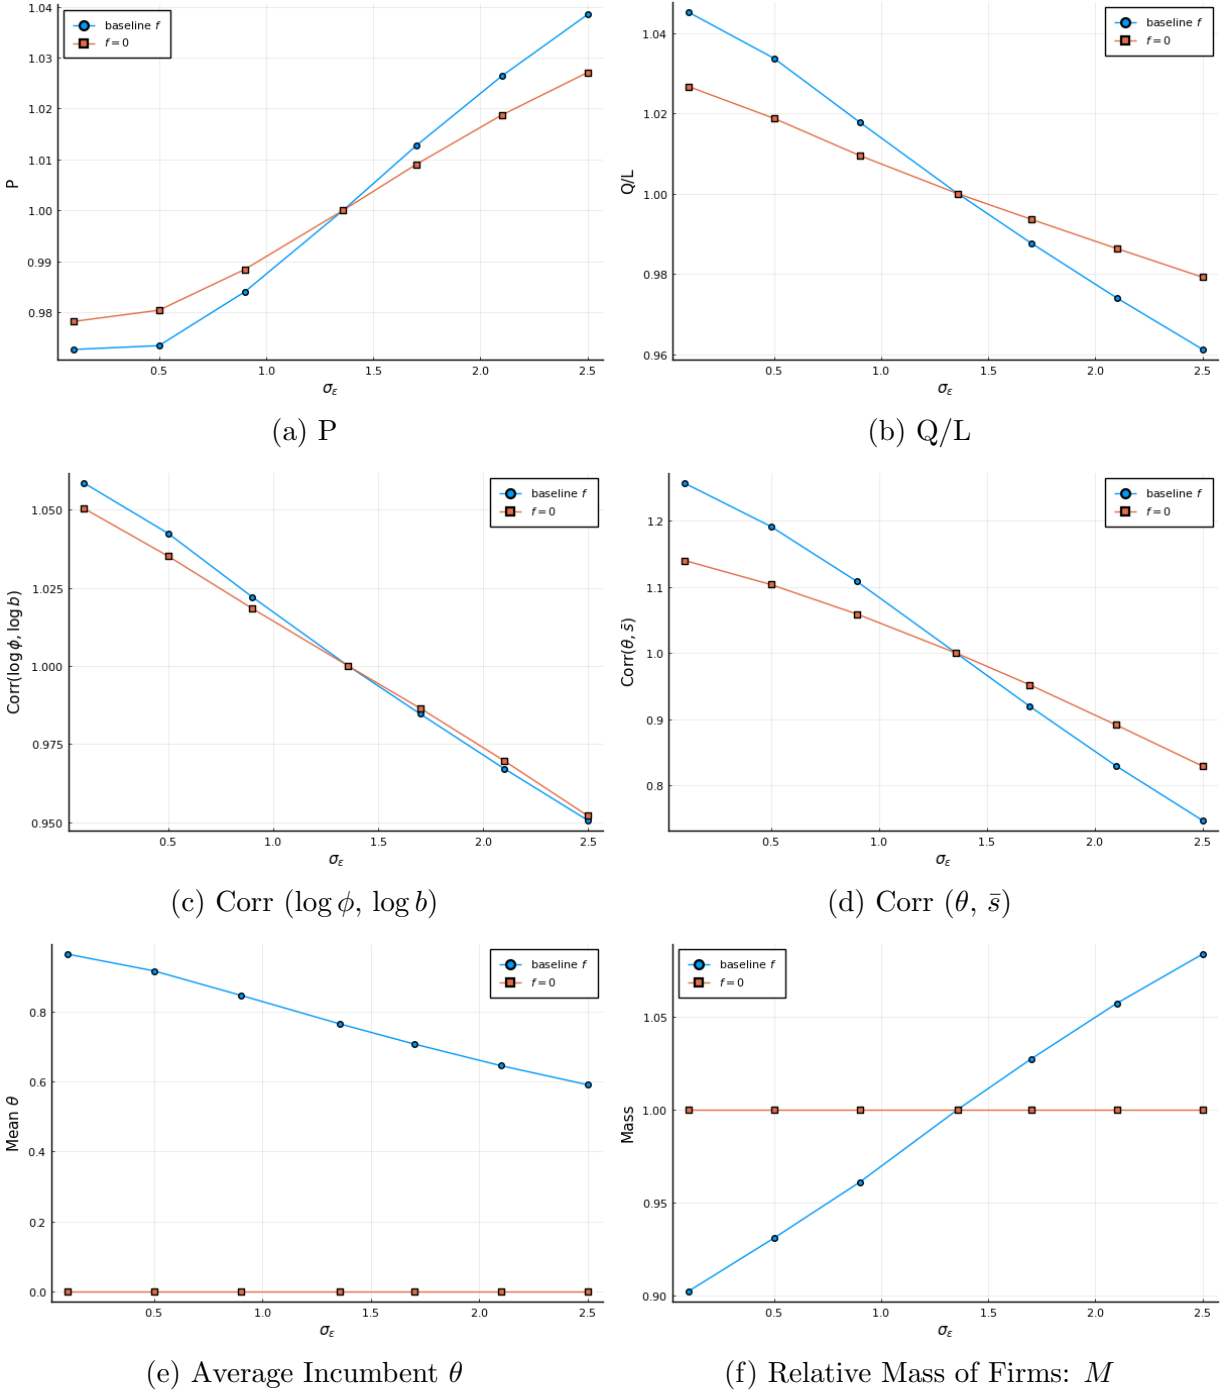 1.04
1.03
1.02
1.01
1.00
0.99
0.98
P
baseline f
f = 0
0.5 1.0 1.5 2.0 2.5
σε
(a) P
1.04
1.02
1.00
0.98
0.96
Q/L
baseline f
f = 0
0.5 1.0 1.5 2.0 2.5
σε
(b) Q/L
1.050
1.025
1.000
0.975
0.950
Corr(log ϕ, log b)
baseline f
f = 0
0.5 1.0 1.5 2.0 2.5
σε
(c) Corr (log ϕ, log b)
1.2
1.1
1.0
0.9
0.8
Corr(θ, s̄)
baseline f
f = 0
0.5 1.0 1.5 2.0 2.5
σε
(d) Corr (θ, s̄)
0.8
0.6
0.4
0.2
0.0
Mean θ
baseline f
f = 0
0.5 1.0 1.5 2.0 2.5
σε
(e) Average Incumbent θ
1.05
1.00
0.95
0.90
Mass
baseline f
f = 0
0.5 1.0 1.5 2.0 2.5
σε
(f) Relative Mass of Firms: M